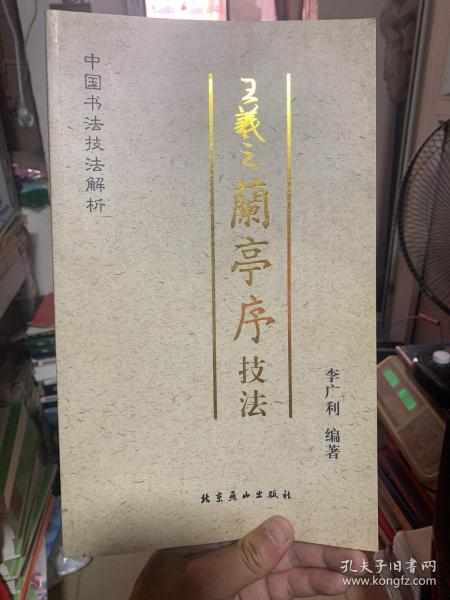 中国书法技法解析
王羲之蘭亭序技法
李广利 编著
北京燕山出版社
孔夫子旧书网
www.kongfz.com